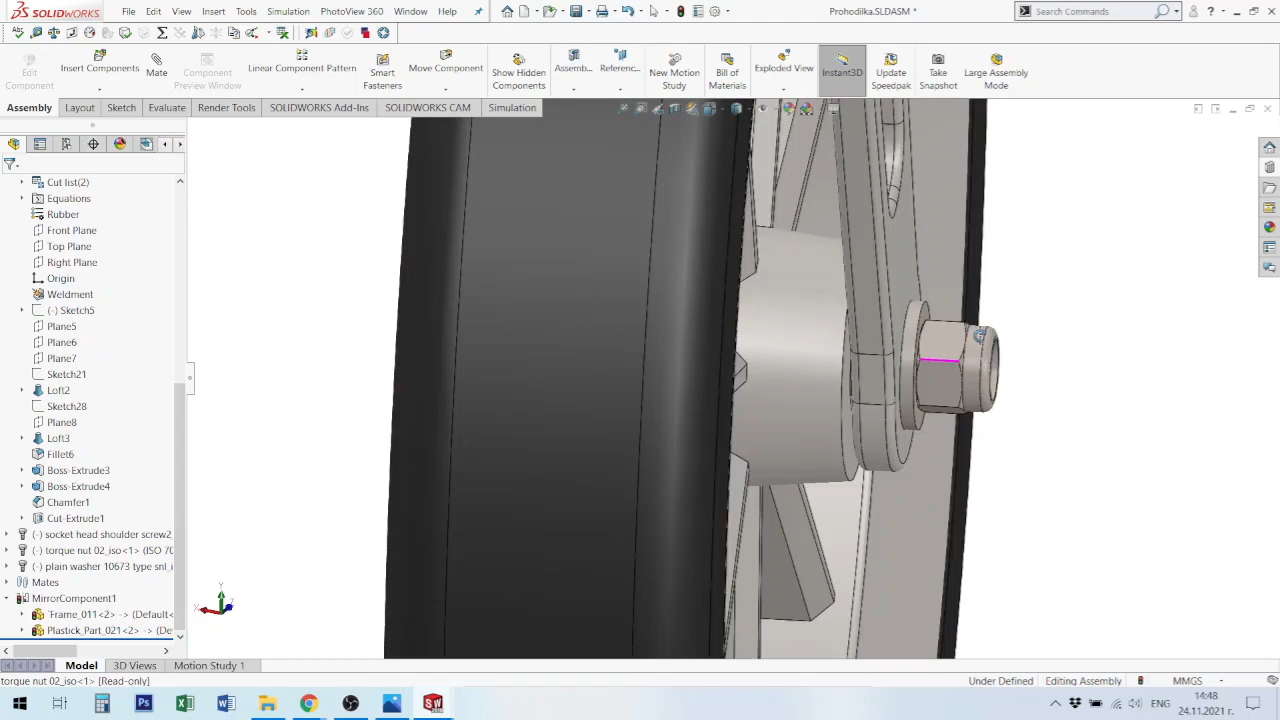 SOLIDWORKS File Edit View Insert Tools Simulation PhotoView 360 Window Help Prohodilka.SLDASM * Search Commands
Edit Component
Insert Components
Mate
Component Preview Window
Linear Component Pattern
Smart Fasteners
Move Component
Show Hidden Components
Assemb...
Referenc...
New Motion Study
Bill of Materials
Exploded View
Instant3D
Update Speedpak
Take Snapshot
Large Assembly Mode
Assembly Layout Sketch Evaluate Render Tools SOLIDWORKS Add-Ins SOLIDWORKS CAM Simulation
Cut list(2)
Equations
Rubber
Front Plane
Top Plane
Right Plane
Origin
Weldment
(-) Sketch5
Plane5
Plane6
Plane7
Sketch21
Loft2
Sketch28
Plane8
Loft3
Fillet6
Boss-Extrude3
Boss-Extrude4
Chamfer1
Cut-Extrude1
(-) socket head shoulder screw2
(-) torque nut 02_iso<1> (ISO 70
(-) plain washer 10673 type snl_i
Mates
MirrorComponent1
Frame_011<2> -> (Default<
Plastick_Part_021<2> -> (De
Y
X
Z
Model 3D Views Motion Study 1
torque nut 02_iso<1> [Read-only] Under Defined Editing Assembly MMGS
ENG 14:48
24.11.2021 г.